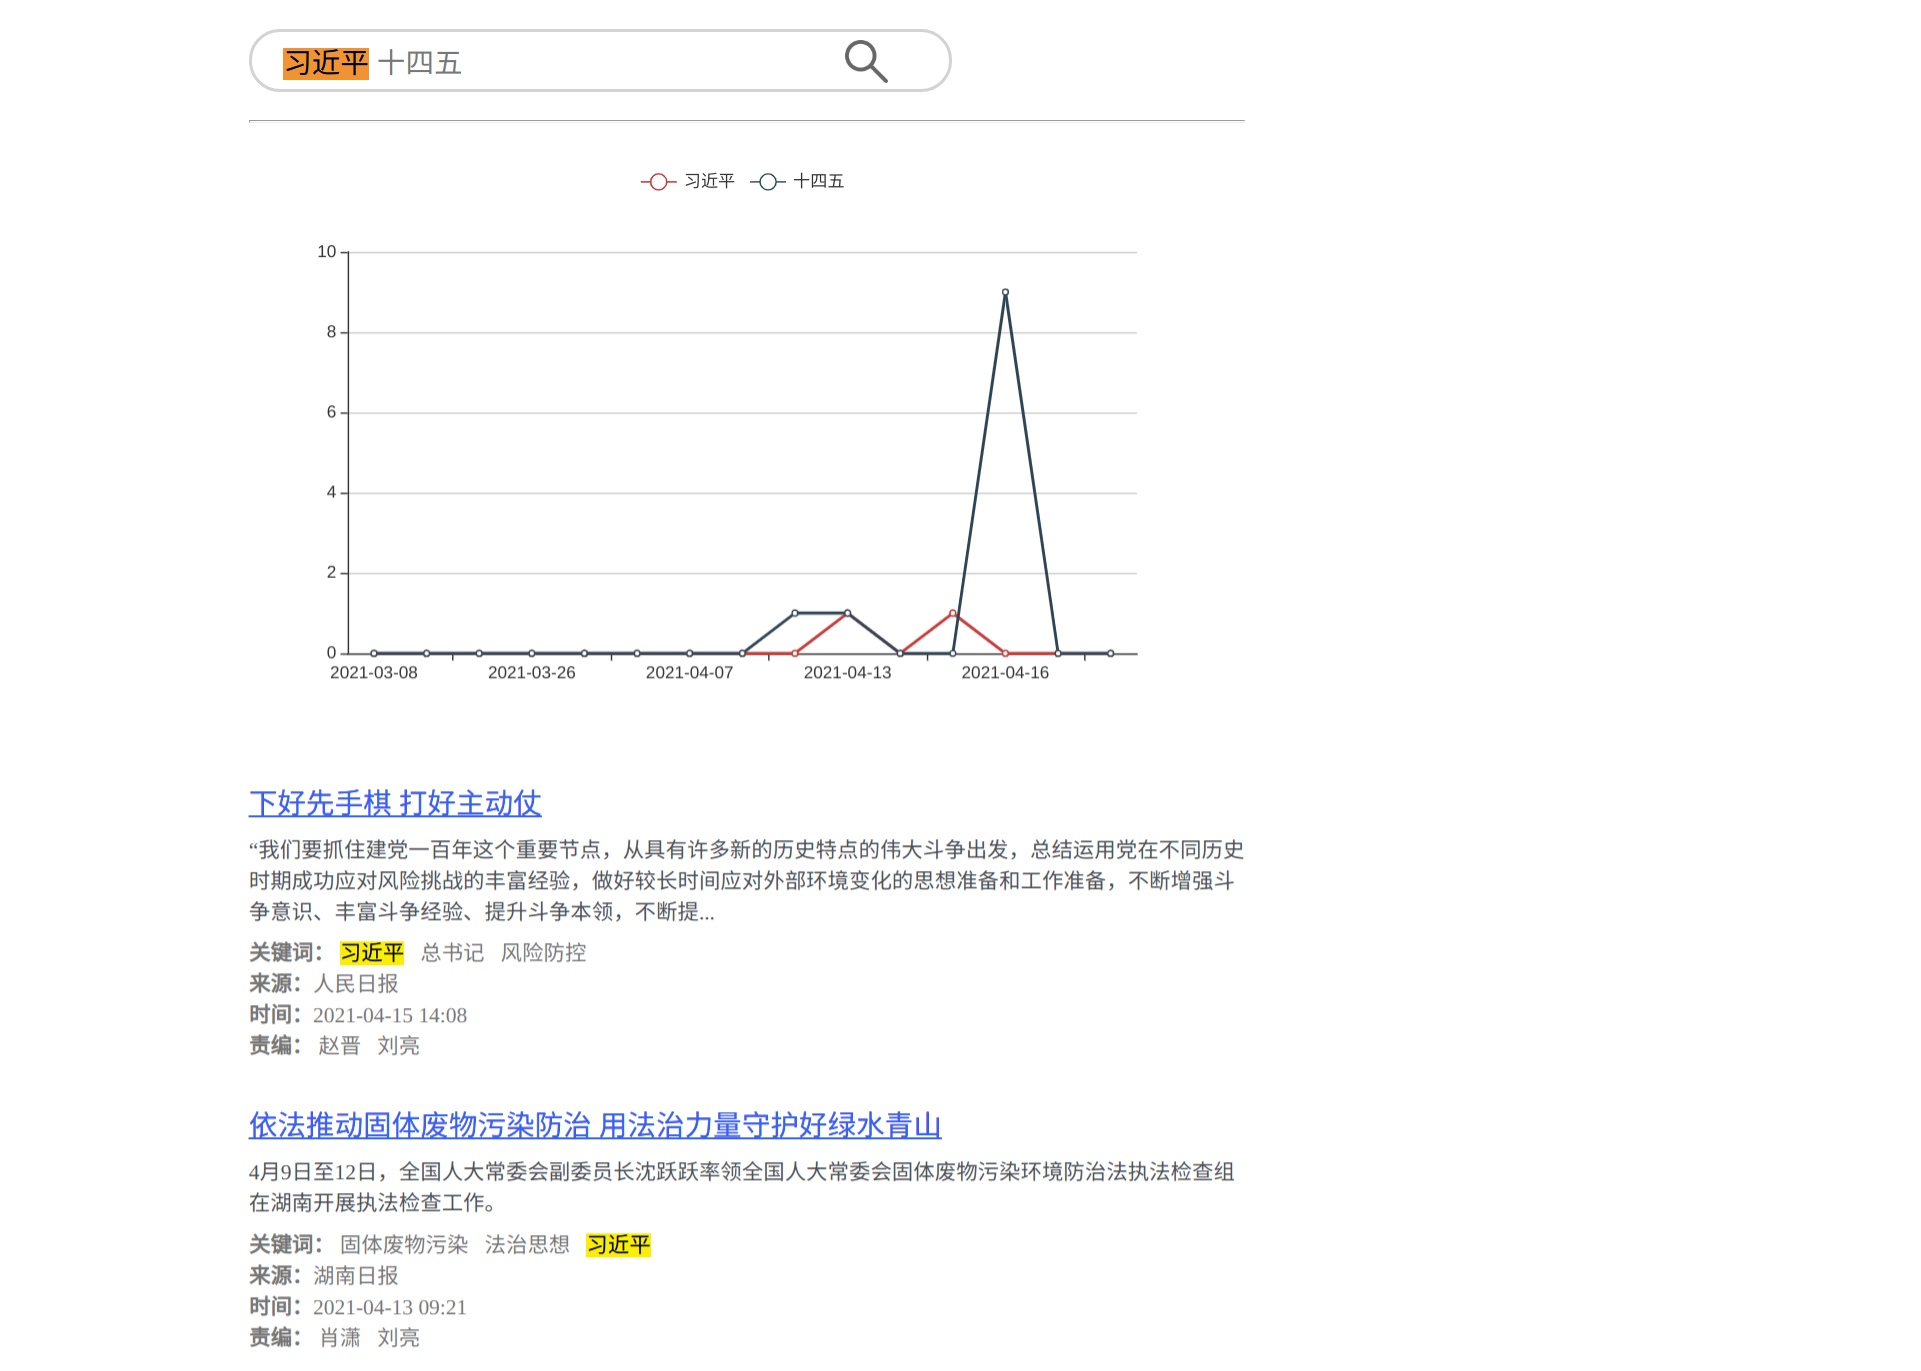 习近平 十四五
习近平 十四五
10
8
6
4
2
0
2021-03-08 2021-03-26 2021-04-07 2021-04-13 2021-04-16
下好先手棋 打好主动仗
“我们要抓住建党一百年这个重要节点，从具有许多新的历史特点的伟大斗争出发，总结运用党在不同历史
时期成功应对风险挑战的丰富经验，做好较长时间应对外部环境变化的思想准备和工作准备，不断增强斗
争意识、丰富斗争经验、提升斗争本领，不断提...
关键词： 习近平 总书记 风险防控
来源：人民日报
时间：2021-04-15 14:08
责编： 赵晋 刘亮
依法推动固体废物污染防治 用法治力量守护好绿水青山
4月9日至12日，全国人大常委会副委员长沈跃跃率领全国人大常委会固体废物污染环境防治法执法检查组
在湖南开展执法检查工作。
关键词： 固体废物污染 法治思想 习近平
来源：湖南日报
时间：2021-04-13 09:21
责编： 肖潇 刘亮